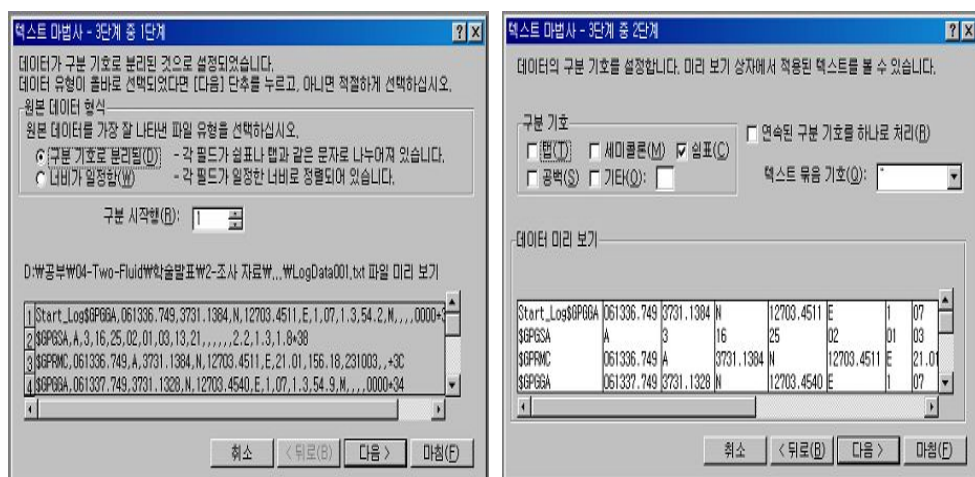 텍스트 마법사 - 3단계 중 1단계
데이터가 구분 기호로 분리된 것으로 설정되었습니다.
데이터 유형이 올바로 선택되었다면 [다음] 단추를 누르고, 아니면 적절하게 선택하십시오.
원본 데이터 형식
원본 데이터를 가장 잘 나타낸 파일 유형을 선택하십시오.
구분 기호로 분리됨(D) - 각 필드가 쉼표나 탭과 같은 문자로 나누어져 있습니다.
너비가 일정함(W) - 각 필드가 일정한 너비로 정렬되어 있습니다.
구분 시작행(R): 1
D:₩공부₩04-Two-Fluid₩학술발표₩2-조사 자료₩...₩LogData001.txt 파일 미리 보기
1 Start_Log$GPGGA,061336.749,3731.1384,N,12703.4511,E,1,07,1.3,54.2,M,,,,0000+3
2 $GPGSA,A,3,16,25,02,01,03,13,21,,,,,,2.2,1.3,1.8*38
3 $GPRMC,061336.749,A,3731.1384,N,12703.4511,E,21.01,156.18,231003,,+3C
4 $GPGGA,061337.749,3731.1328,N,12703.4540,E,1,07,1.3,54.9,M,,,,0000+34
취소 < 뒤로(B) 다음 > 마침(F)
텍스트 마법사 - 3단계 중 2단계
데이터의 구분 기호를 설정합니다. 미리 보기 상자에서 적용된 텍스트를 볼 수 있습니다.
구분 기호
탭(T) 세미콜론(M) 쉼표(C)
공백(S) 기타(O):
연속된 구분 기호를 하나로 처리(R)
텍스트 묶음 기호(Q): "
데이터 미리 보기
Start_Log$GPGGA 061336.749 3731.1384 N 12703.4511 E 1 07
$GPGSA A 3 16 25 02 01 03
$GPRMC 061336.749 A 3731.1384 N 12703.4511 E 21.01
$GPGGA 061337.749 3731.1328 N 12703.4540 E 1 07
취소 < 뒤로(B) 다음 > 마침(F)